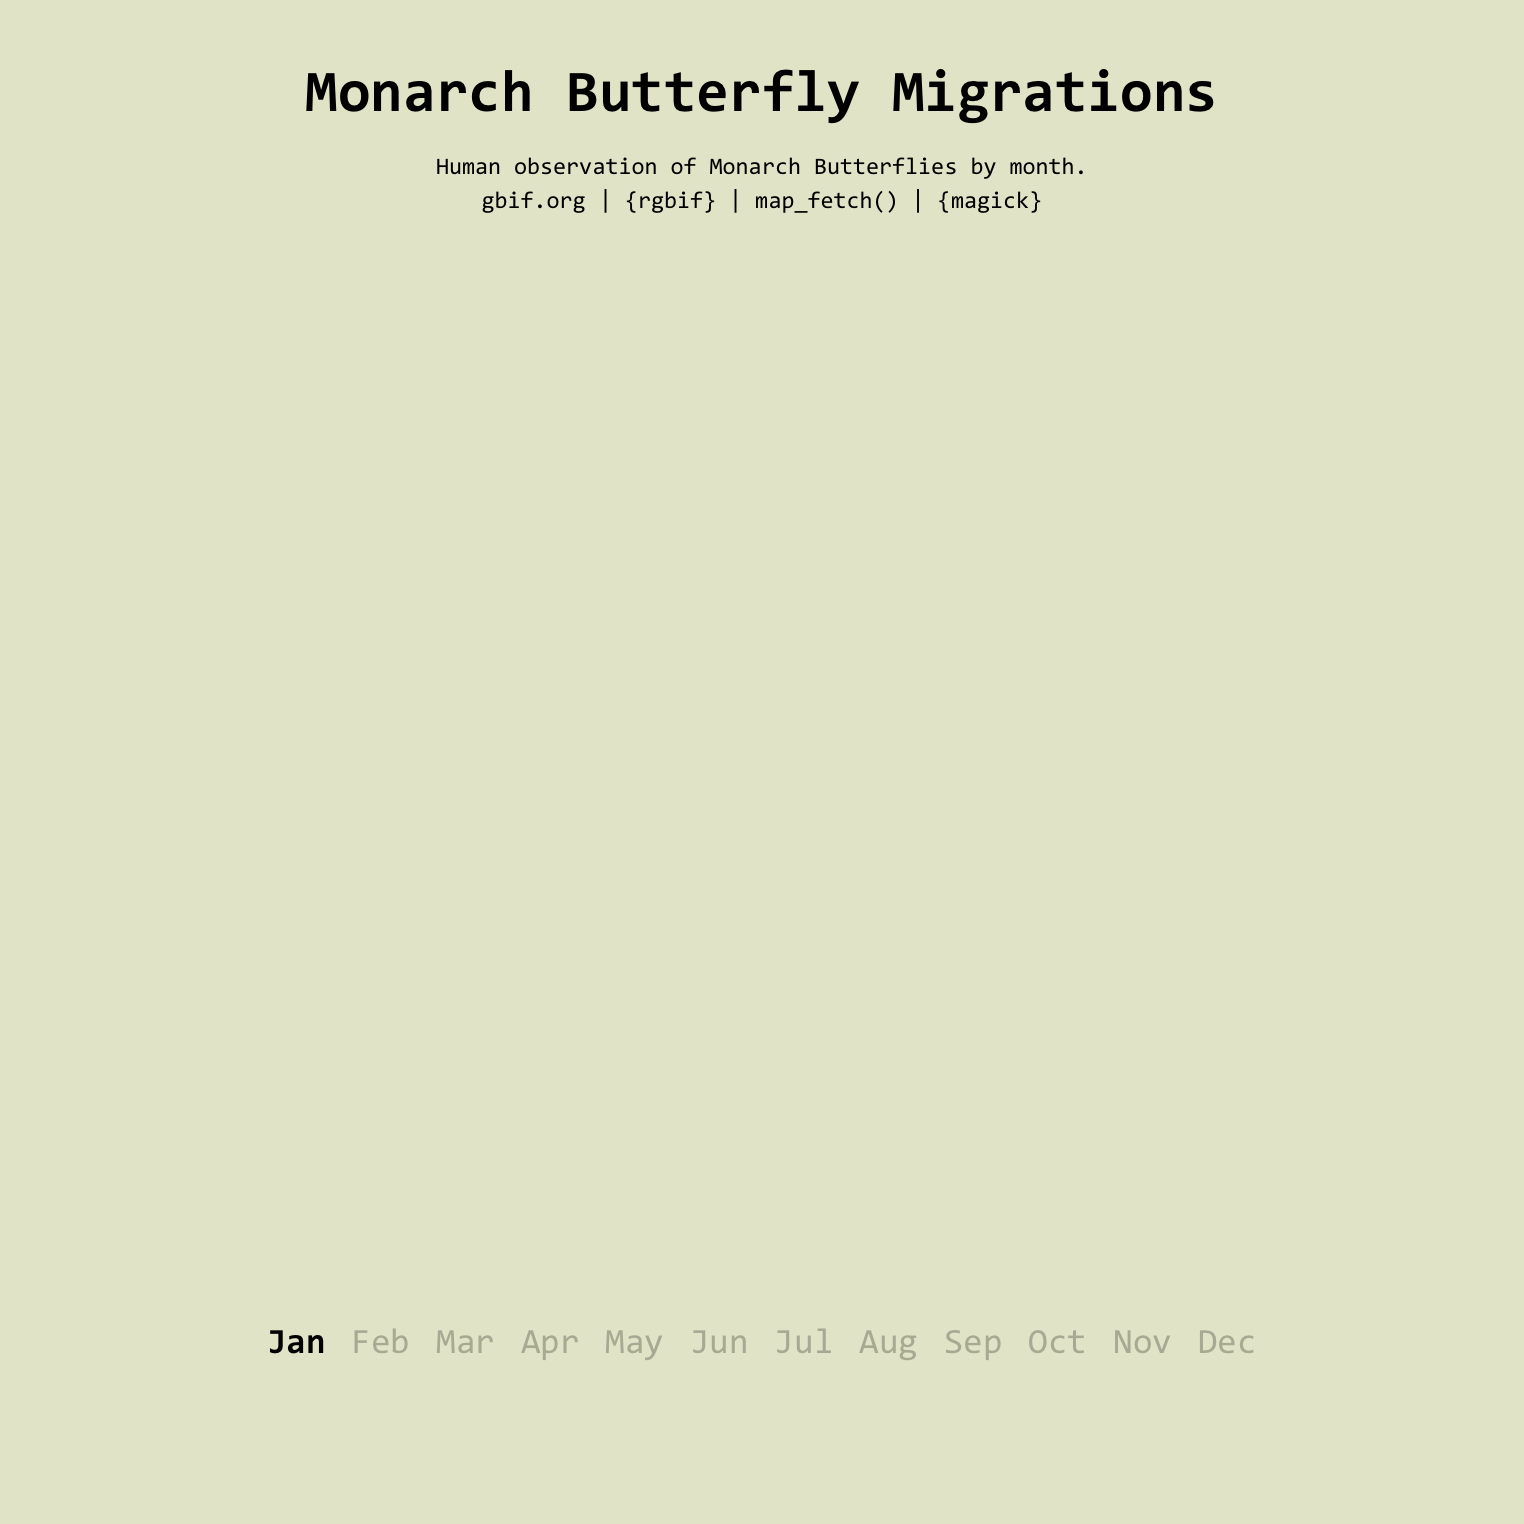 Monarch Butterfly Migrations
Human observation of Monarch Butterflies by month.
gbif.org | {rgbif} | map_fetch() | {magick}
Jan Feb Mar Apr May Jun Jul Aug Sep Oct Nov Dec